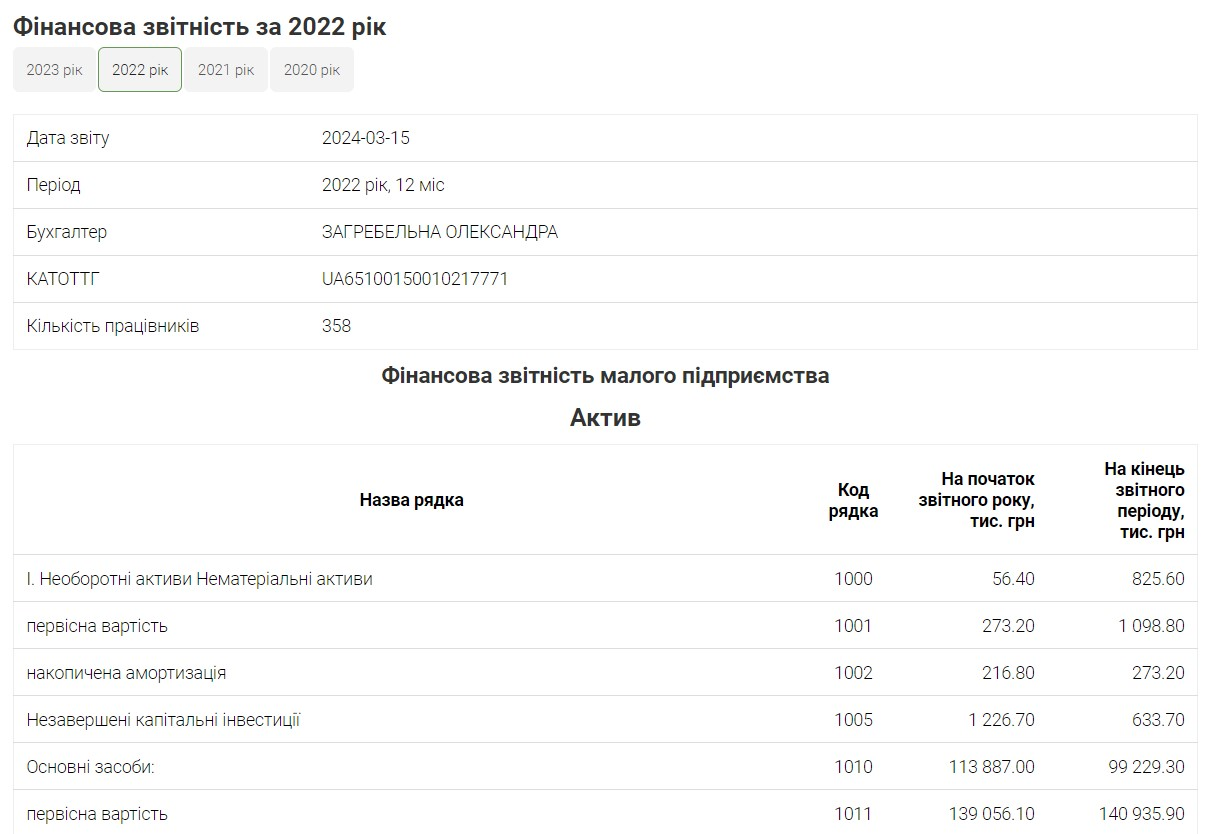 Фінансова звітність за 2022 рік
2023 рік 2022 рік 2021 рік 2020 рік
Дата звіту 2024-03-15
Період 2022 рік, 12 міс
Бухгалтер ЗАГРЕБЕЛЬНА ОЛЕКСАНДРА
КАТОТТГ UA65100150010217771
Кількість працівників 358
Фінансова звітність малого підприємства
Актив
Назва рядка
Код
рядка
На початок
звітного року,
тис. грн
На кінець
звітного
періоду,
тис. грн
І. Необоротні активи Нематеріальні активи 1000 56.40 825.60
первісна вартість 1001 273.20 1 098.80
накопичена амортизація 1002 216.80 273.20
Незавершені капітальні інвестиції 1005 1 226.70 633.70
Основні засоби: 1010 113 887.00 99 229.30
первісна вартість 1011 139 056.10 140 935.90